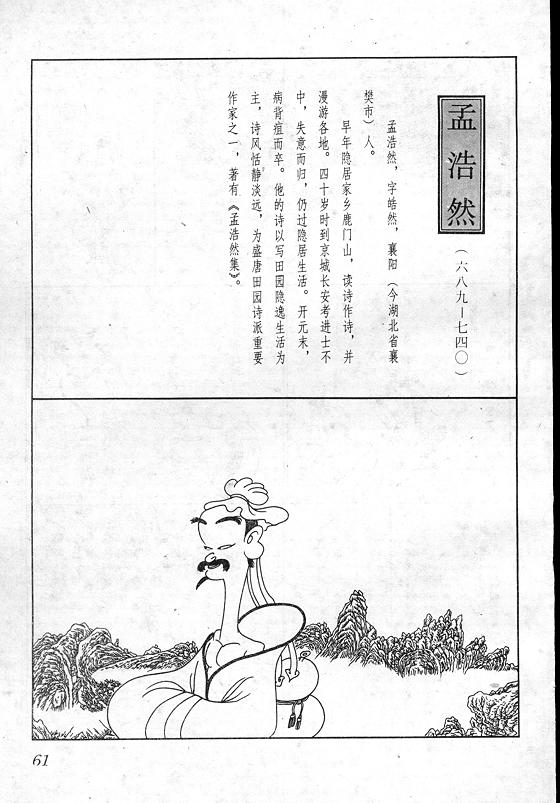 孟浩然
（六八九－七四〇）
孟浩然，字皓然，襄阳（今湖北省襄
樊市）人。
早年隐居家乡鹿门山，读诗作诗，并
漫游各地。四十岁时到京城长安考进士不
中，失意而归，仍过隐居生活。开元末，
病背疽而卒。他的诗以写田园隐逸生活为
主，诗风恬静淡远，为盛唐田园诗派重要
作家之一，著有《孟浩然集》。
61